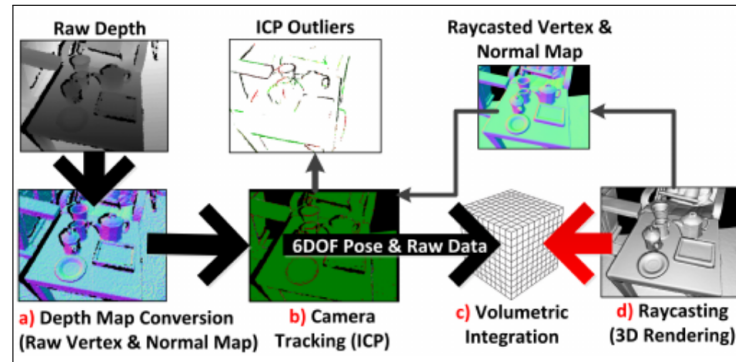 Raw Depth
ICP Outliers
Raycasted Vertex &
Normal Map
6DOF Pose & Raw Data
a) Depth Map Conversion
(Raw Vertex & Normal Map)
b) Camera
Tracking (ICP)
c) Volumetric
Integration
d) Raycasting
(3D Rendering)